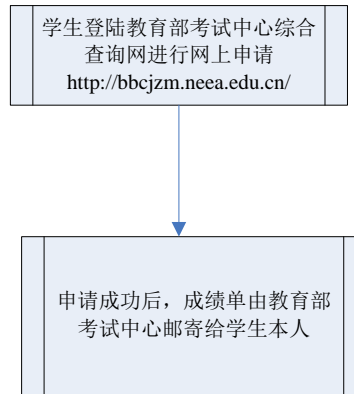 学生登陆教育部考试中心综合
查询网进行网上申请
http://bbcjzm.neea.edu.cn/
申请成功后，成绩单由教育部
考试中心邮寄给学生本人